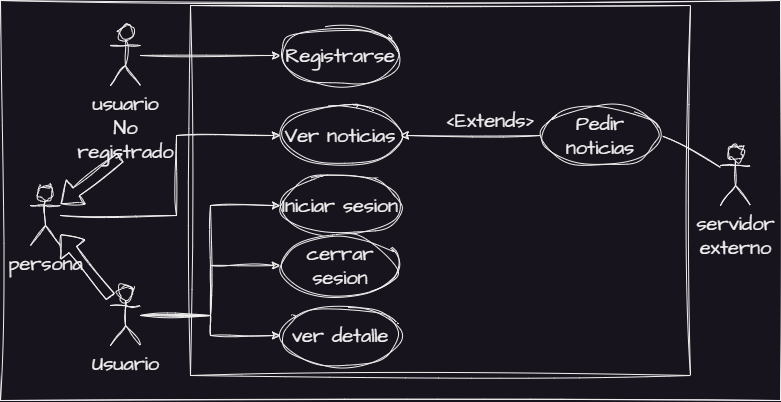 Registrarse
usuario
No
registrado
Ver noticias
<Extends>
Pedir
noticias
Iniciar sesion
servidor
externo
persona
cerrar
sesion
ver detalle
Usuario